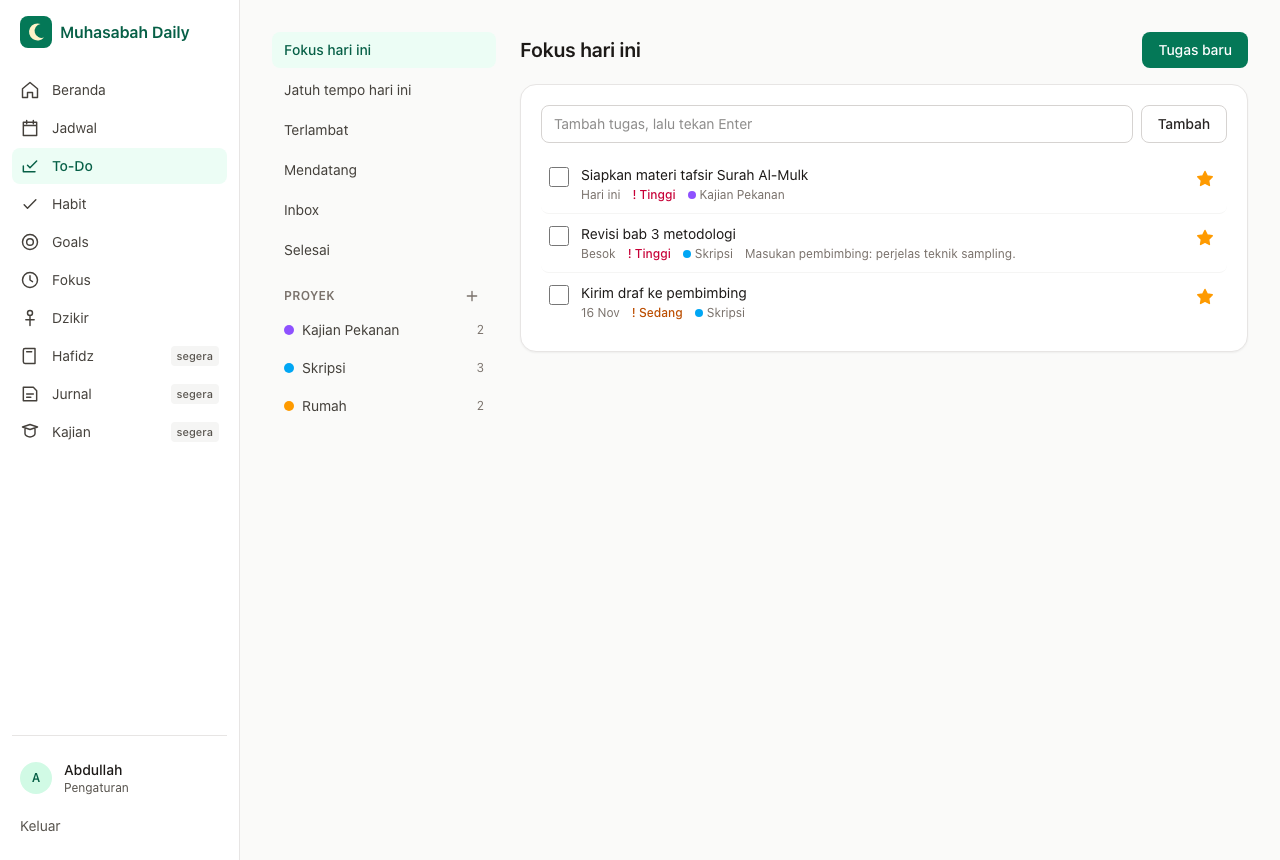 Muhasabah Daily
Beranda
Jadwal
To-Do
Habit
Goals
Fokus
Dzikir
Hafidz segera
Jurnal segera
Kajian segera
A
Abdullah
Pengaturan
Keluar
Fokus hari ini
Jatuh tempo hari ini
Terlambat
Mendatang
Inbox
Selesai
PROYEK
Kajian Pekanan 2
Skripsi 3
Rumah 2
Fokus hari ini
Tugas baru
Tambah tugas, lalu tekan Enter
Tambah
Siapkan materi tafsir Surah Al-Mulk
Hari ini ! Tinggi Kajian Pekanan
Revisi bab 3 metodologi
Besok ! Tinggi Skripsi Masukan pembimbing: perjelas teknik sampling.
Kirim draf ke pembimbing
16 Nov ! Sedang Skripsi